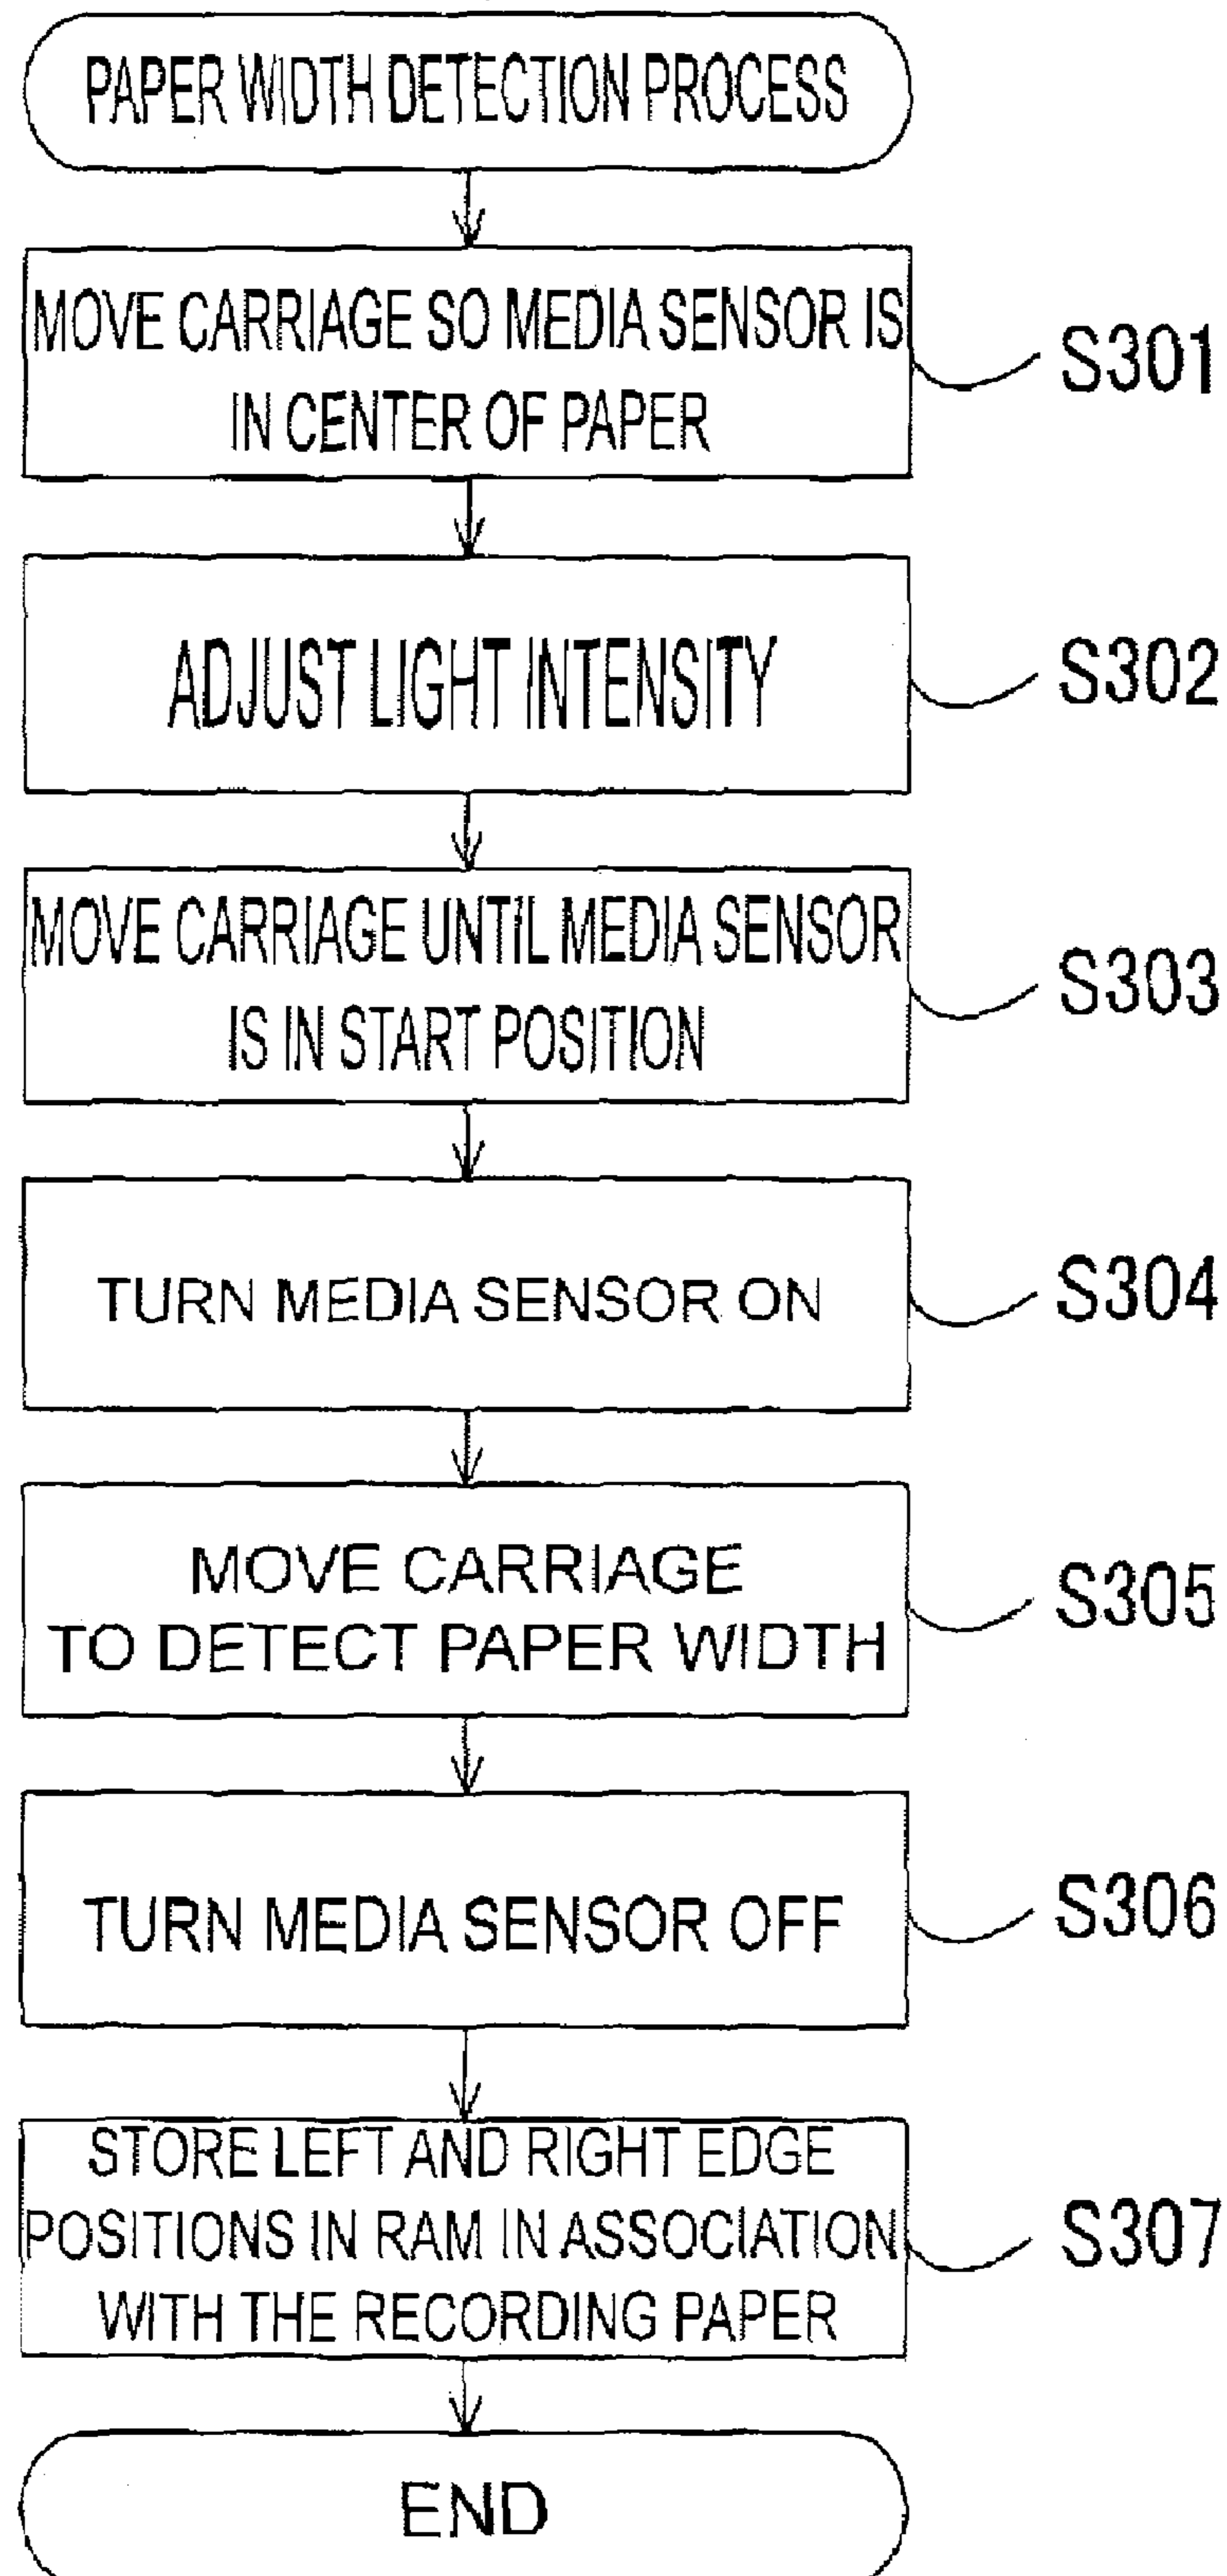 PAPER WIDTH DETECTION PROCESS
MOVE CARRIAGE SO MEDIA SENSOR IS
IN CENTER OF PAPER
S301
ADJUST LIGHT INTENSITY
S302
MOVE CARRIAGE UNTIL MEDIA SENSOR
IS IN START POSITION
S303
TURN MEDIA SENSOR ON
S304
MOVE CARRIAGE
TO DETECT PAPER WIDTH
S305
TURN MEDIA SENSOR OFF
S306
STORE LEFT AND RIGHT EDGE
POSITIONS IN RAM IN ASSOCIATION
WITH THE RECORDING PAPER
S307
END